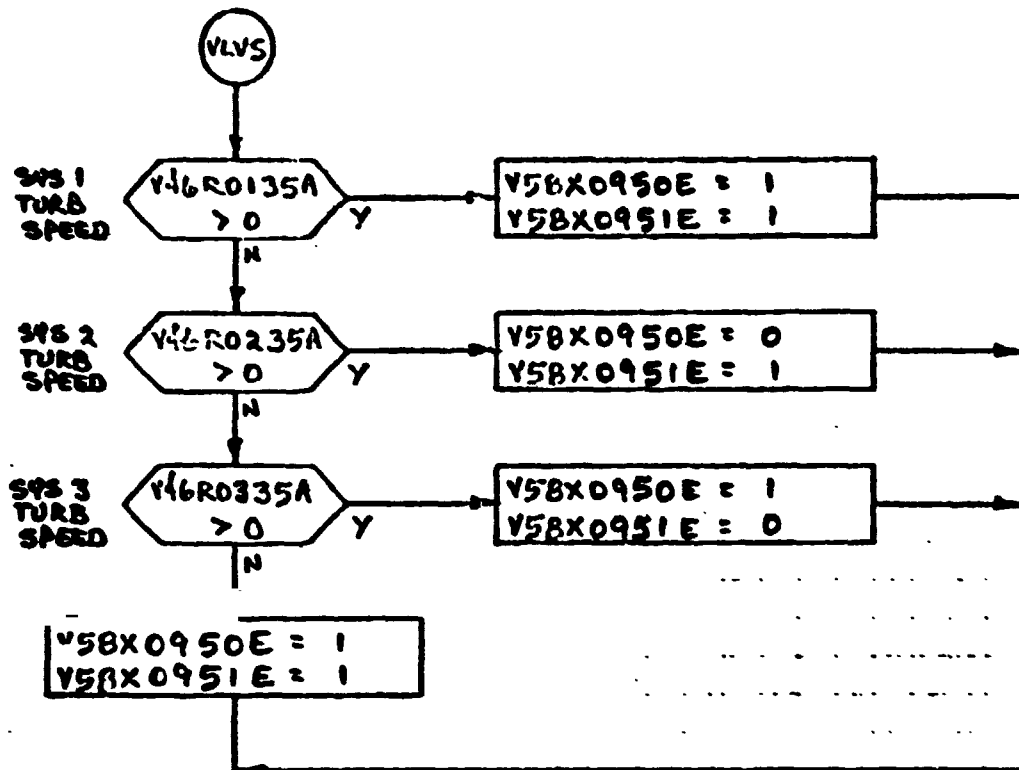 VLV5
SYS 1
TURB
SPEED
V46R0135A
> 0
Y
N
V58X0950E = 1
V58X0951E = 1
SYS 2
TURB
SPEED
V46R0235A
> 0
Y
N
V58X0950E = 0
V58X0951E = 1
SYS 3
TURB
SPEED
V46R0335A
> 0
Y
N
V58X0950E = 1
V58X0951E = 0
V58X0950E = 1
V58X0951E = 1